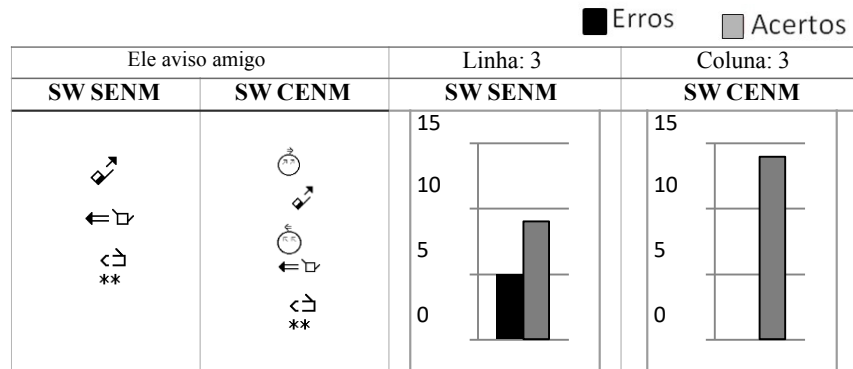 Erros Acertos
Ele aviso amigo Linha: 3 Coluna: 3
SW SENM SW CENM SW SENM SW CENM
15 15
10 10
5 5
0 0
**
**